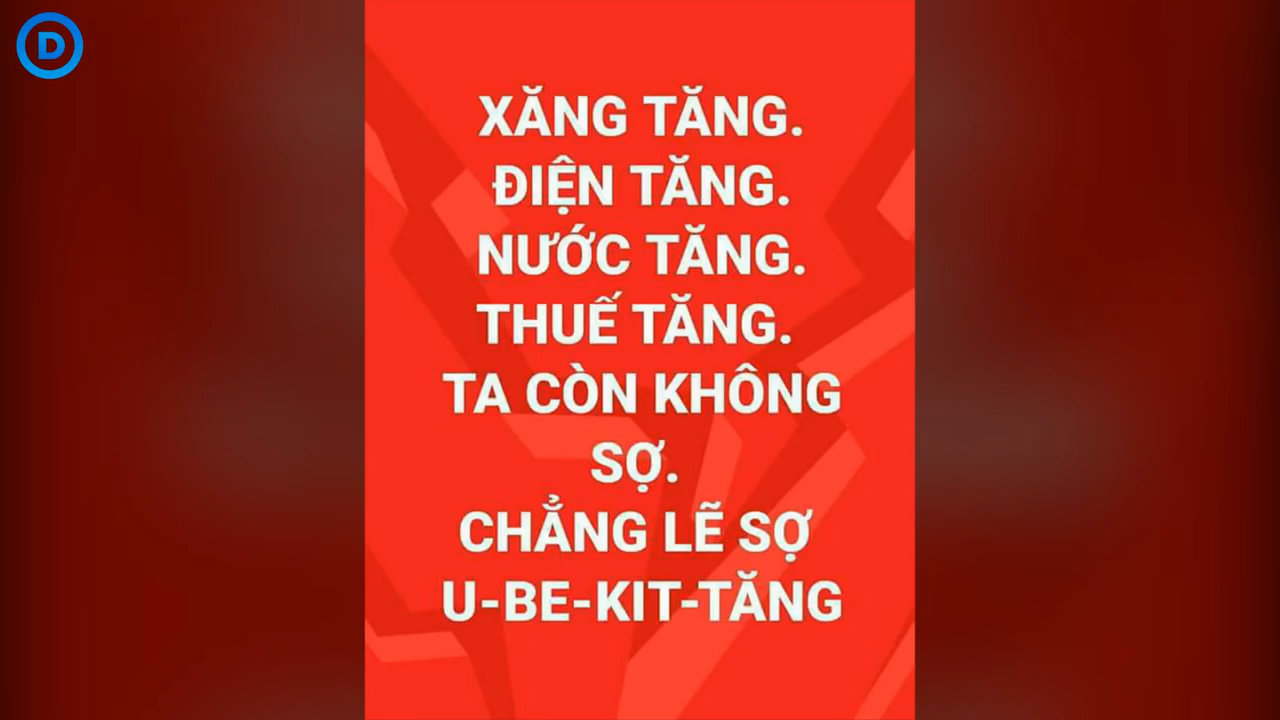 D
XĂNG TĂNG.
ĐIỆN TĂNG.
NƯỚC TĂNG.
THUẾ TĂNG.
TA CÒN KHÔNG
SỢ.
CHẲNG LẼ SỢ
U-BE-KIT-TĂNG